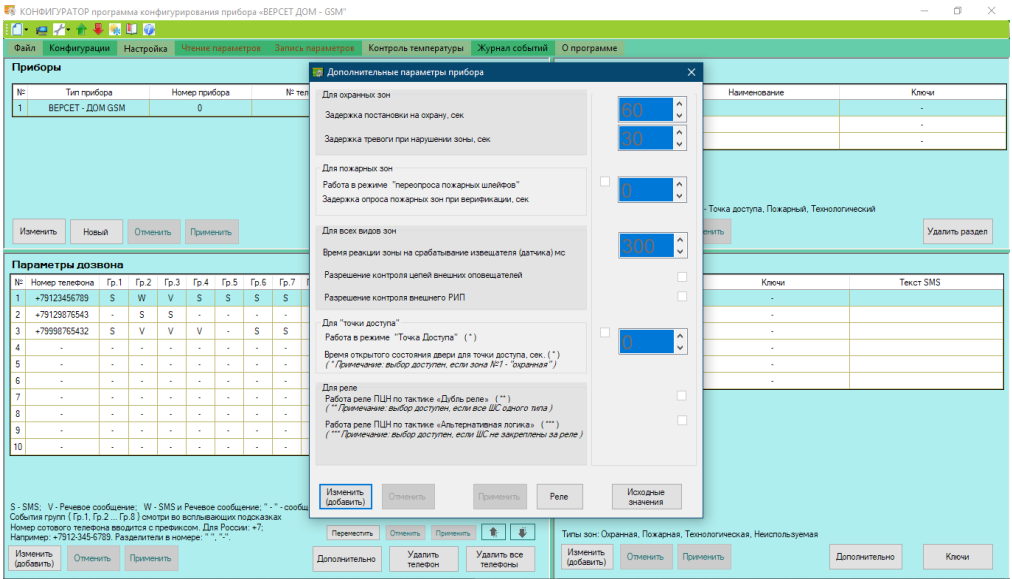 КОНФИГУРАТОР программа конфигурирования прибора «ВЕРСЕТ ДОМ - GSM"
Файл Конфигурации Настройка Чтение параметров Запись параметров Контроль температуры Журнал событий О программе
Приборы
№ Тип прибора Номер прибора № тел
1 ВЕРСЕТ - ДОМ GSM 0
Изменить Новый Отменить Применить
Наименование Ключи
-
-
-
- Точка доступа, Пожарный, Технологический
енить Удалить раздел
Дополнительные параметры прибора
Для охранных зон
Задержка постановки на охрану, сек 60
Задержка тревоги при нарушении зоны, сек 30
Для пожарных зон
Работа в режиме "переопроса пожарных шлейфов"
0
Задержка опроса пожарных зон при верификации, сек
Для всех видов зон
Время реакции зоны на срабатывание извещателя (датчика) мс 300
Разрешение контроля цепей внешних оповещателей
Разрешение контроля внешнего РИП
Для "точки доступа"
Работа в режиме "Точка Доступа" ( * )
0
Время открытого состояния двери для точки доступа, сек. ( * )
( * Примечание: выбор доступен, если зона №1 - "охранная" )
Для реле
Работа реле ПЦН по тактике «Дубль реле» ( ** )
( ** Примечание: выбор доступен, если все ШС одного типа )
Работа реле ПЦН по тактике «Альтернативная логика» ( *** )
( *** Примечание: выбор доступен, если ШС не закреплены за реле )
Изменить (добавить) Отменить Применить Реле Исходные значения
Параметры дозвона
№ Номер телефона Гр.1 Гр.2 Гр.3 Гр.4 Гр.5 Гр.6 Гр.7
1 +79123456789 S W V S S S S
2 +79129876543 - S S - - - -
3 +79998765432 S V V V - S S
4 - - - - - - - -
5 - - - - - - - -
6 - - - - - - - -
7 - - - - - - - -
8 - - - - - - - -
9 - - - - - - - -
10 - - - - - - - -
S - SMS; V - Речевое сообщение; W - SMS и Речевое сообщение; " - " - сообщ
События групп ( Гр.1, Гр.2 ... Гр.8 ) смотри во всплывающих подсказках
Номер сотового телефона вводится с префиксом. Для России: +7;
Например: +7912-345-6789. Разделители в номере: " ", "-".
Переместить Отменить Применить
Изменить (добавить) Отменить Применить Дополнительно Удалить телефон Удалить все телефоны
Ключи Текст SMS
-
-
-
-
-
-
Типы зон: Охранная, Пожарная, Технологическая, Неиспользуемая
Изменить (добавить) Отменить Применить Дополнительно Ключи